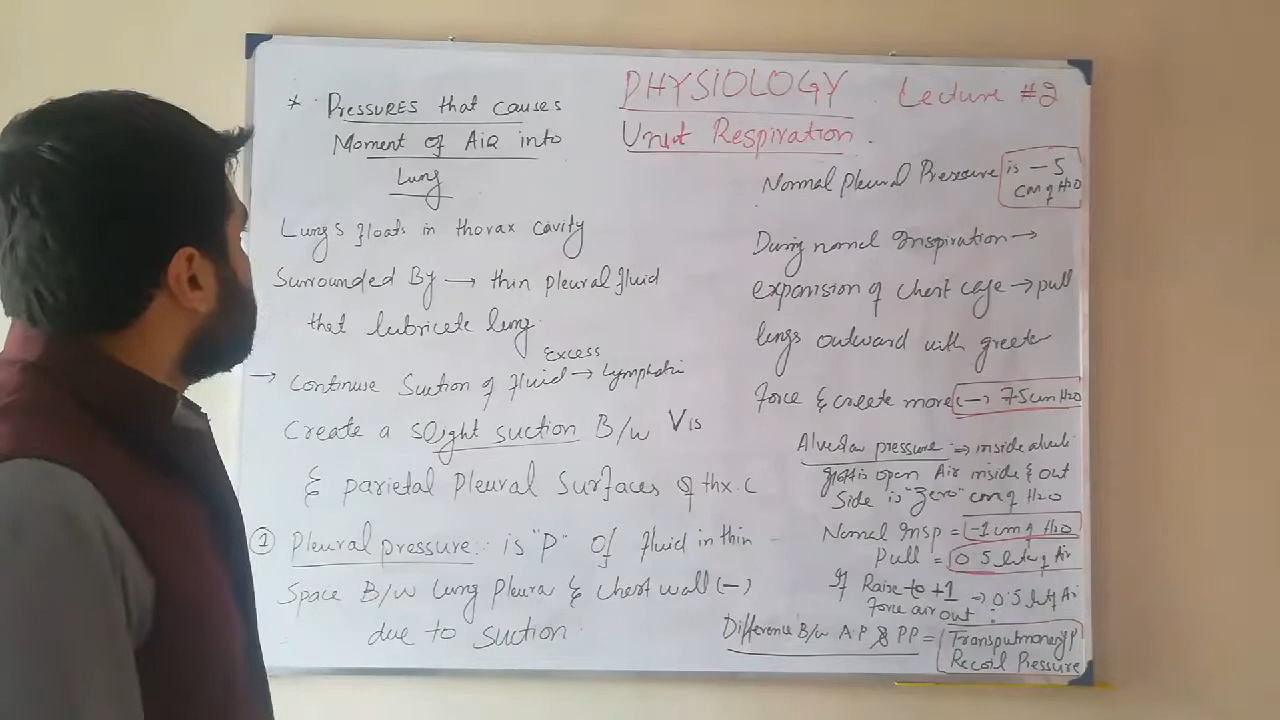 PHYSIOLOGY Lecture #2
Unit Respiration.
* PRESSURES that causes
Moment of AiR into
Lung
Lungs floats in thorax cavity
Surrounded By → thin pleural fluid
that lubricate lung.
→ Continue Suction of fluid → Excess Lymphatic
Create a slight suction B/w Vis
& parietal Pleural Surfaces of thx. C
① Pleural pressure: is "P" of fluid in thin
Space B/w Lung Pleura & chest wall (-)
due to suction.
Normal pleural Pressure is -5
cm of H2O
During normal Inspiration →
expansion of chest cage → pull
lungs outward with greater
Force & create more (-) 7.5 cm H2O
Alveolar pressure → inside alveoli
glottis open Air inside & out
Side is "Zero" cm of H2O
Normal Insp = -1 cm of H2O
Pull = 0.5 lit of Air
If Raise to +1 → 0.5 lit of Air
Force air out.
Difference B/w AP & PP = Transpulmonary P
Recoil Pressure